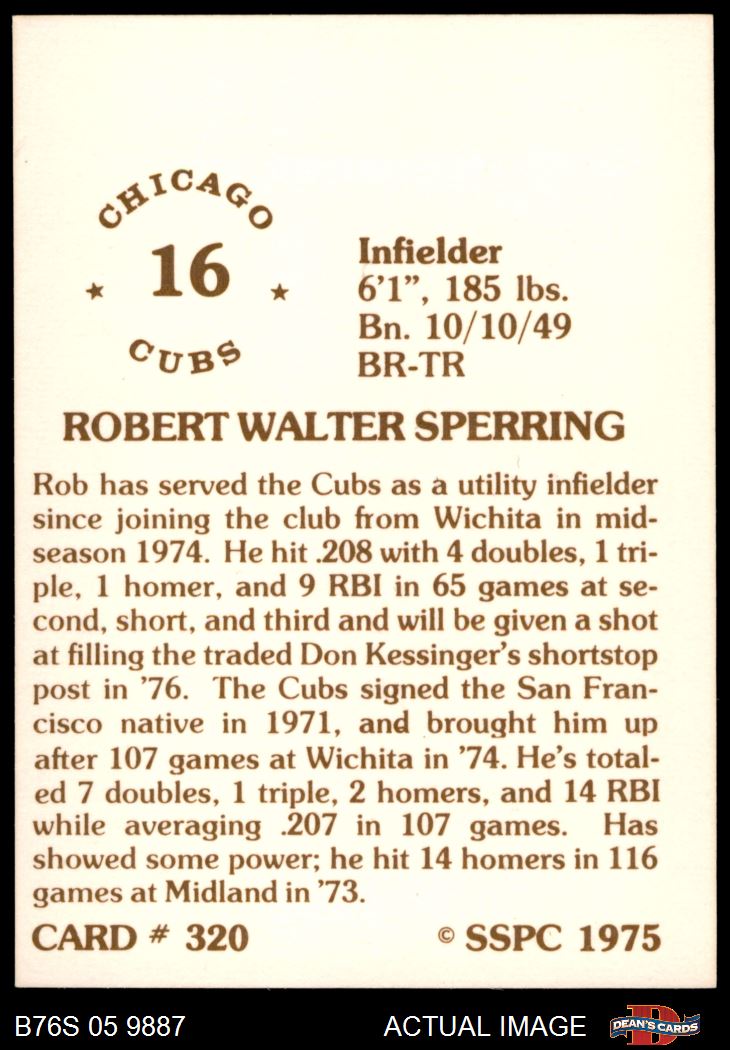 CHICAGO
16
CUBS
Infielder
6'1”, 185 lbs.
Bn. 10/10/49
BR-TR
ROBERT WALTER SPERRING
Rob has served the Cubs as a utility infielder
since joining the club from Wichita in mid-
season 1974. He hit .208 with 4 doubles, 1 tri-
ple, 1 homer, and 9 RBI in 65 games at se-
cond, short, and third and will be given a shot
at filling the traded Don Kessinger's shortstop
post in '76. The Cubs signed the San Fran-
cisco native in 1971, and brought him up
after 107 games at Wichita in '74. He's total-
ed 7 doubles, 1 triple, 2 homers, and 14 RBI
while averaging .207 in 107 games. Has
showed some power; he hit 14 homers in 116
games at Midland in '73.
CARD # 320 © SSPC 1975
B76S 05 9887 ACTUAL IMAGE D DEAN'S CARDS